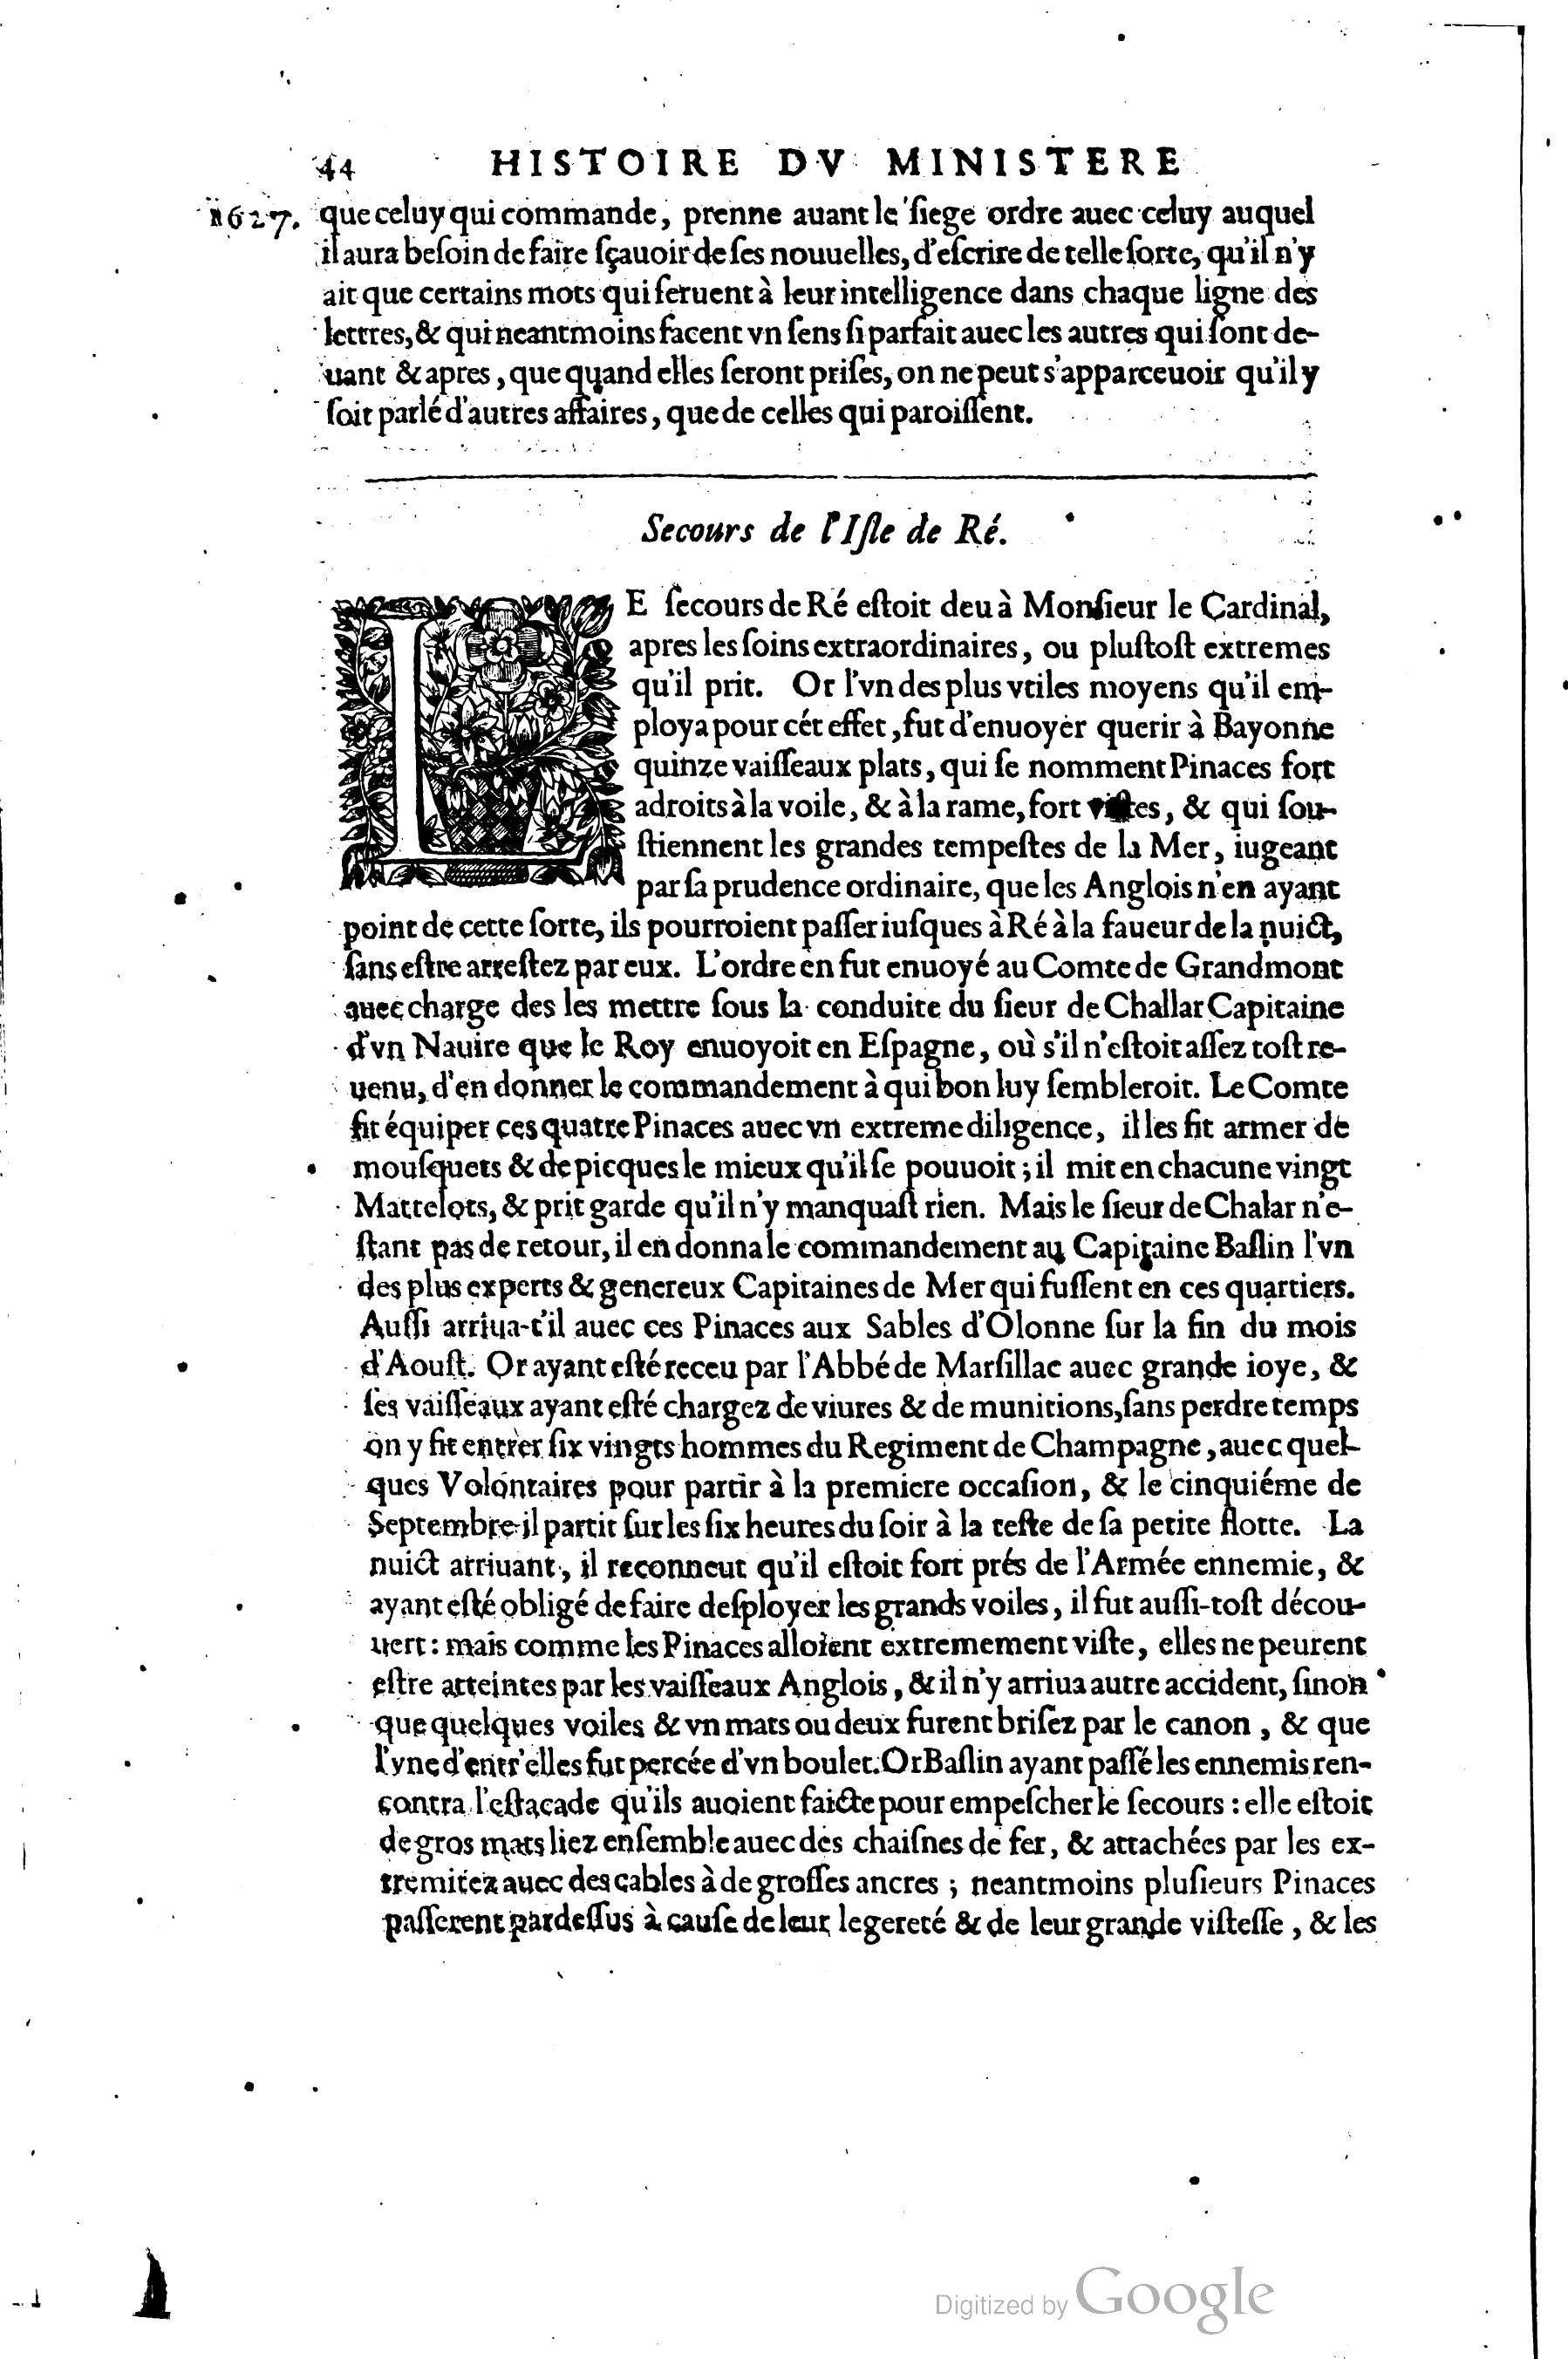 44 HISTOIRE DV MINISTERE
1627. que celuy qui commande, prenne auant le siege ordre auec celuy auquel
il aura beſoin de faire ſçauoir de ſes nouuelles, d'eſcrire de telle ſorte, qu'il n'y
ait que certains mots qui ſeruent à leur intelligence dans chaque ligne des
lettres, & qui neantmoins facent vn ſens ſi parfait auec les autres qui ſont de-
uant & apres, que quand elles ſeront priſes, on ne peut s'apparceuoir qu'il y
ſoit parlé d'autres affaires, que de celles qui paroiſſent.
Secours de l'Iſle de Ré.
LE ſecours de Ré eſtoit deu à Monſieur le Cardinal,
apres les ſoins extraordinaires, ou pluſtoſt extremes
qu'il prit. Or l'vn des plus vtiles moyens qu'il em-
ploya pour cét effet, fut d'enuoyer querir à Bayonne
quinze vaiſſeaux plats, qui ſe nomment Pinaces fort
adroits à la voile, & à la rame, fort viſtes, & qui ſou-
ſtiennent les grandes tempeſtes de la Mer, iugeant
par ſa prudence ordinaire, que les Anglois n'en ayant
point de cette ſorte, ils pourroient paſſer iuſques à Ré à la faueur de la nuict,
ſans eſtre arreſtez par eux. L'ordre en fut enuoyé au Comte de Grandmont
auec charge des les mettre ſous la conduite du ſieur de Challar Capitaine
d'vn Nauire que le Roy enuoyoit en Eſpagne, où s'il n'eſtoit aſſez toſt re-
uenu, d'en donner le commandement à qui bon luy ſembleroit. Le Comte
fit équiper ces quatre Pinaces auec vn extreme diligence, il les fit armer de
mouſquets & de picques le mieux qu'il ſe pouuoit; il mit en chacune vingt
Mattelots, & prit garde qu'il n'y manquaſt rien. Mais le ſieur de Chalar n'e-
ſtant pas de retour, il en donna le commandement au Capitaine Baſlin l'vn
des plus experts & genereux Capitaines de Mer qui fuſſent en ces quartiers.
Auſſi arriua-t'il auec ces Pinaces aux Sables d'Olonne ſur la fin du mois
d'Aouſt. Or ayant eſté receu par l'Abbé de Marſillac auec grande ioye, &
ſes vaiſſeaux ayant eſté chargez de viures & de munitions, ſans perdre temps
on y fit entrer ſix vingts hommes du Regiment de Champagne, auec quel-
ques Volontaires pour partir à la premiere occaſion, & le cinquiéme de
Septembre il partit ſur les ſix heures du ſoir à la teſte de ſa petite flotte. La
nuict arriuant, il reconneut qu'il eſtoit fort prés de l'Armée ennemie, &
ayant eſté obligé de faire deſployer les grands voiles, il fut auſſi-toſt décou-
uert: mais comme les Pinaces alloient extremement viſte, elles ne peurent
eſtre atteintes par les vaiſſeaux Anglois, & il n'y arriua autre accident, ſinon
que quelques voiles & vn mats ou deux furent briſez par le canon, & que
l'vne d'entr'elles fut percée d'vn boulet. Or Baſlin ayant paſſé les ennemis ren-
contra l'eſtacade qu'ils auoient faicte pour empeſcher le ſecours: elle eſtoit
de gros mats liez enſemble auec des chaiſnes de fer, & attachées par les ex-
tremitez auec des cables à de groſſes ancres; neantmoins pluſieurs Pinaces
paſſerent par deſſus à cauſe de leur legereté & de leur grande viſteſſe, & les
Digitized by Google